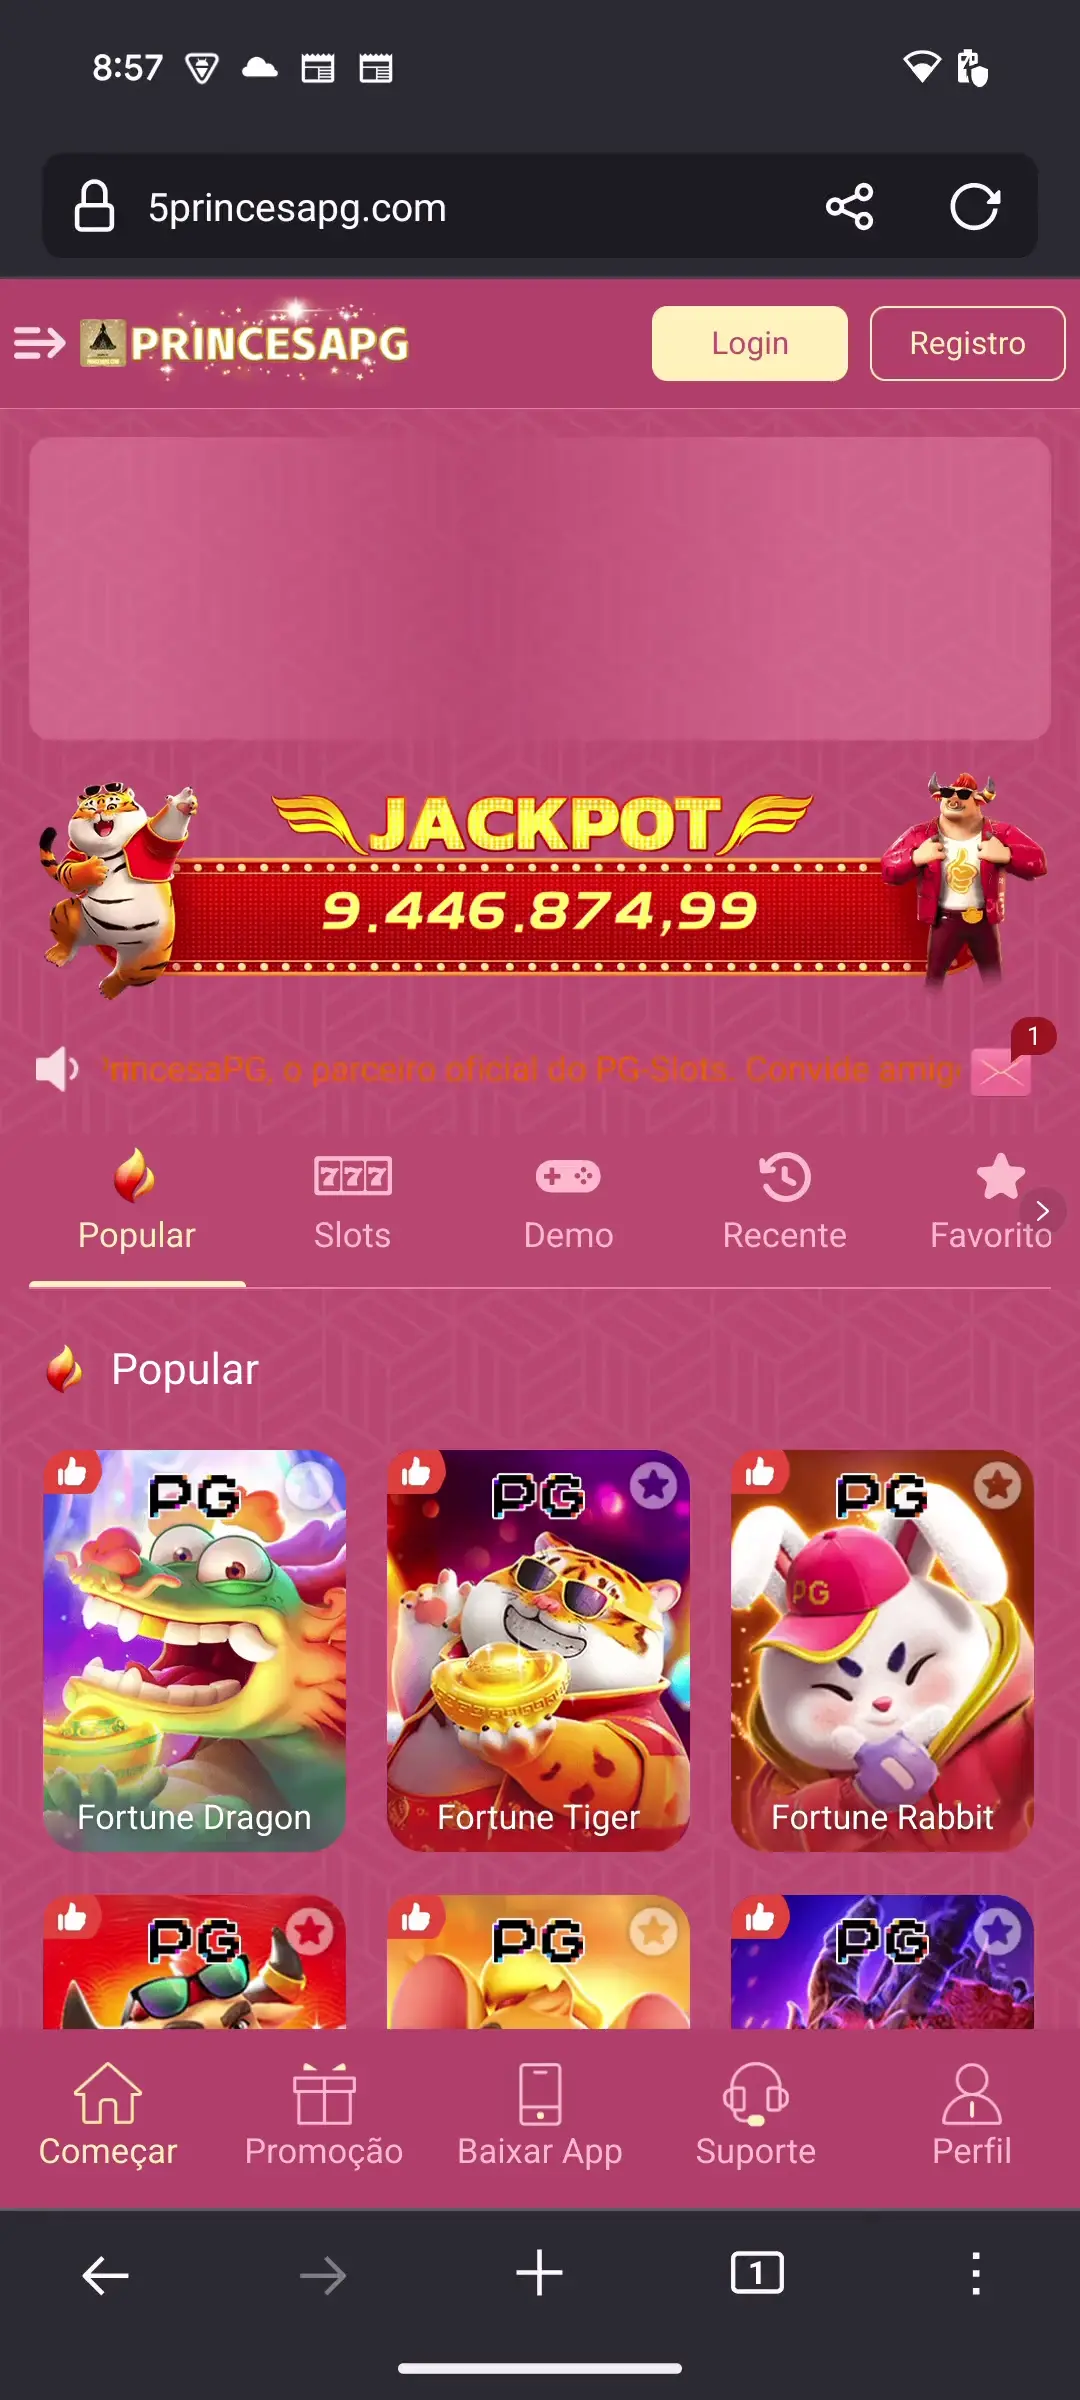 8:57
5princesapg.com
PRINCESAPG
Login
Registro
JACKPOT
9.446.874,99
rincesaPG, o parceiro oficial do PG-Slots. Convide amig
1
Popular
777
Slots
Demo
Recente
Favorito
Popular
PG
PG
PG
PG
Fortune Dragon
Fortune Tiger
Fortune Rabbit
PG
PG
PG
Começar
Promoção
Baixar App
Suporte
Perfil
1